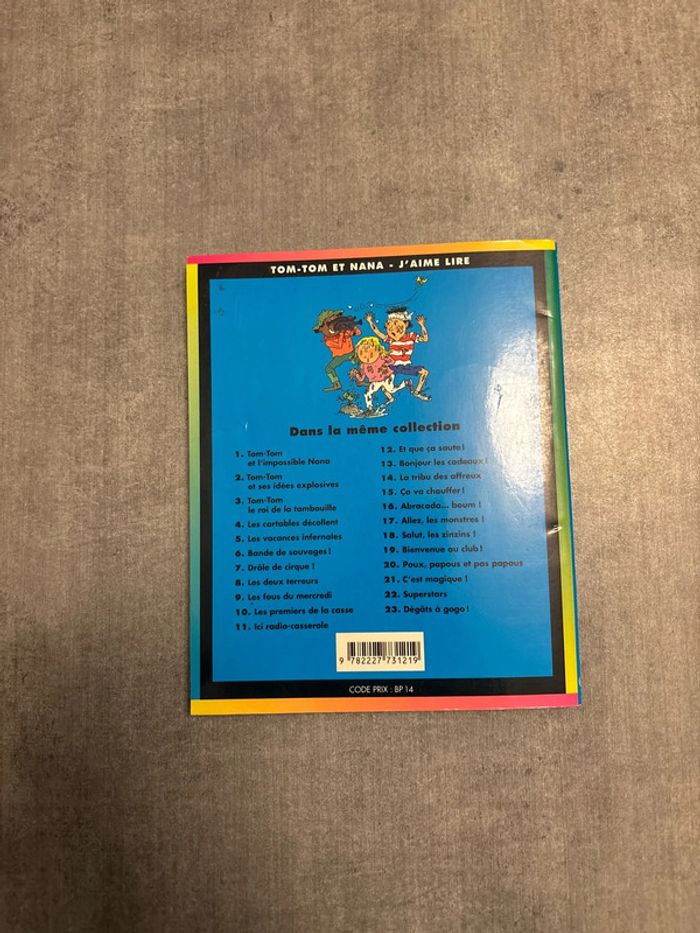 TOM-TOM ET NANA - J'AIME LIRE
Dans la même collection
1. Tom-Tom
et l'impossible Nana
2. Tom-Tom
et ses idées explosives
3. Tom-Tom
le roi de la tambouille
4. Les cartables décollent
5. Les vacances infernales
6. Bande de sauvages !
7. Drôle de cirque !
8. Les deux terreurs
9. Les fous du mercredi
10. Les premiers de la casse
11. Ici radio-casserole
12. Et que ça saute !
13. Bonjour les cadeaux !
14. La tribu des affreux
15. Ça va chauffer !
16. Abracada... boum !
17. Allez, les monstres !
18. Salut, les zinzins !
19. Bienvenue au club !
20. Poux, papous et pas papous
21. C'est magique !
22. Superstars
23. Dégâts à gogo !
9 782227 731219
CODE PRIX : BP 14